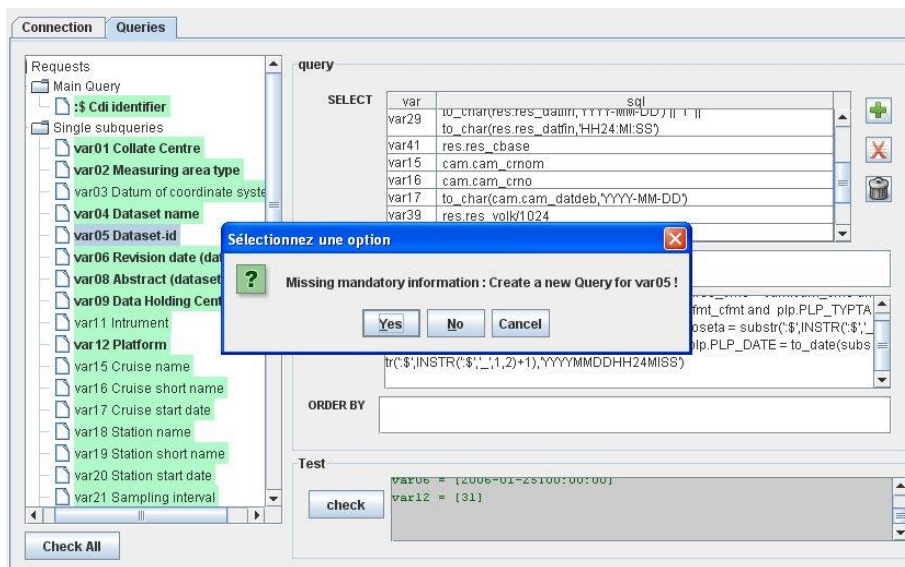 Connection Queries
Requests
Main Query
:$ Cdi identifier
Single subqueries
var01 Collate Centre
var02 Measuring area type
var03 Datum of coordinate syste
var04 Dataset name
var05 Dataset-id
var06 Revision date (dat
var08 Abstract (dataset
var09 Data Holding Cent
var11 Intrument
var12 Platform
var15 Cruise name
var16 Cruise short name
var17 Cruise start date
var18 Station name
var19 Station short name
var20 Station start date
var21 Sampling interval
Check All
query
SELECT
var sql
var29 to_char(res.res_datfin,'YYYY-MM-DD') || 'T' ||
to_char(res.res_datfin,'HH24:MI:SS')
var41 res.res_cbase
var15 cam.cam_crnom
var16 cam.cam_crno
var17 to_char(cam.cam_datdeb,'YYYY-MM-DD')
var39 res.res_volk/1024
Sélectionnez une option
Missing mandatory information : Create a new Query for var05 !
Yes No Cancel
fmt_cfmt and plp.PLP_TYPTA
oseta = substr(':$',INSTR(':$','_
plp.PLP_DATE = to_date(subs
tr(':$',INSTR(':$','_',1,2)+1),'YYYYMMDDHH24MISS')
ORDER BY
Test
check
var06 = [2006-01-25T00:00:00]
var12 = [31]